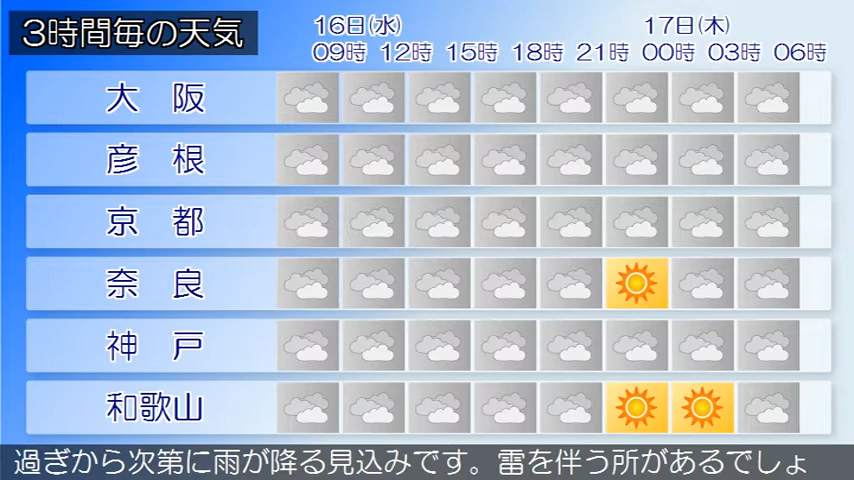 3時間毎の天気
16日(水) 17日(木)
09時 12時 15時 18時 21時 00時 03時 06時
大阪
彦根
京都
奈良
神戸
和歌山
過ぎから次第に雨が降る見込みです。雷を伴う所があるでしょ